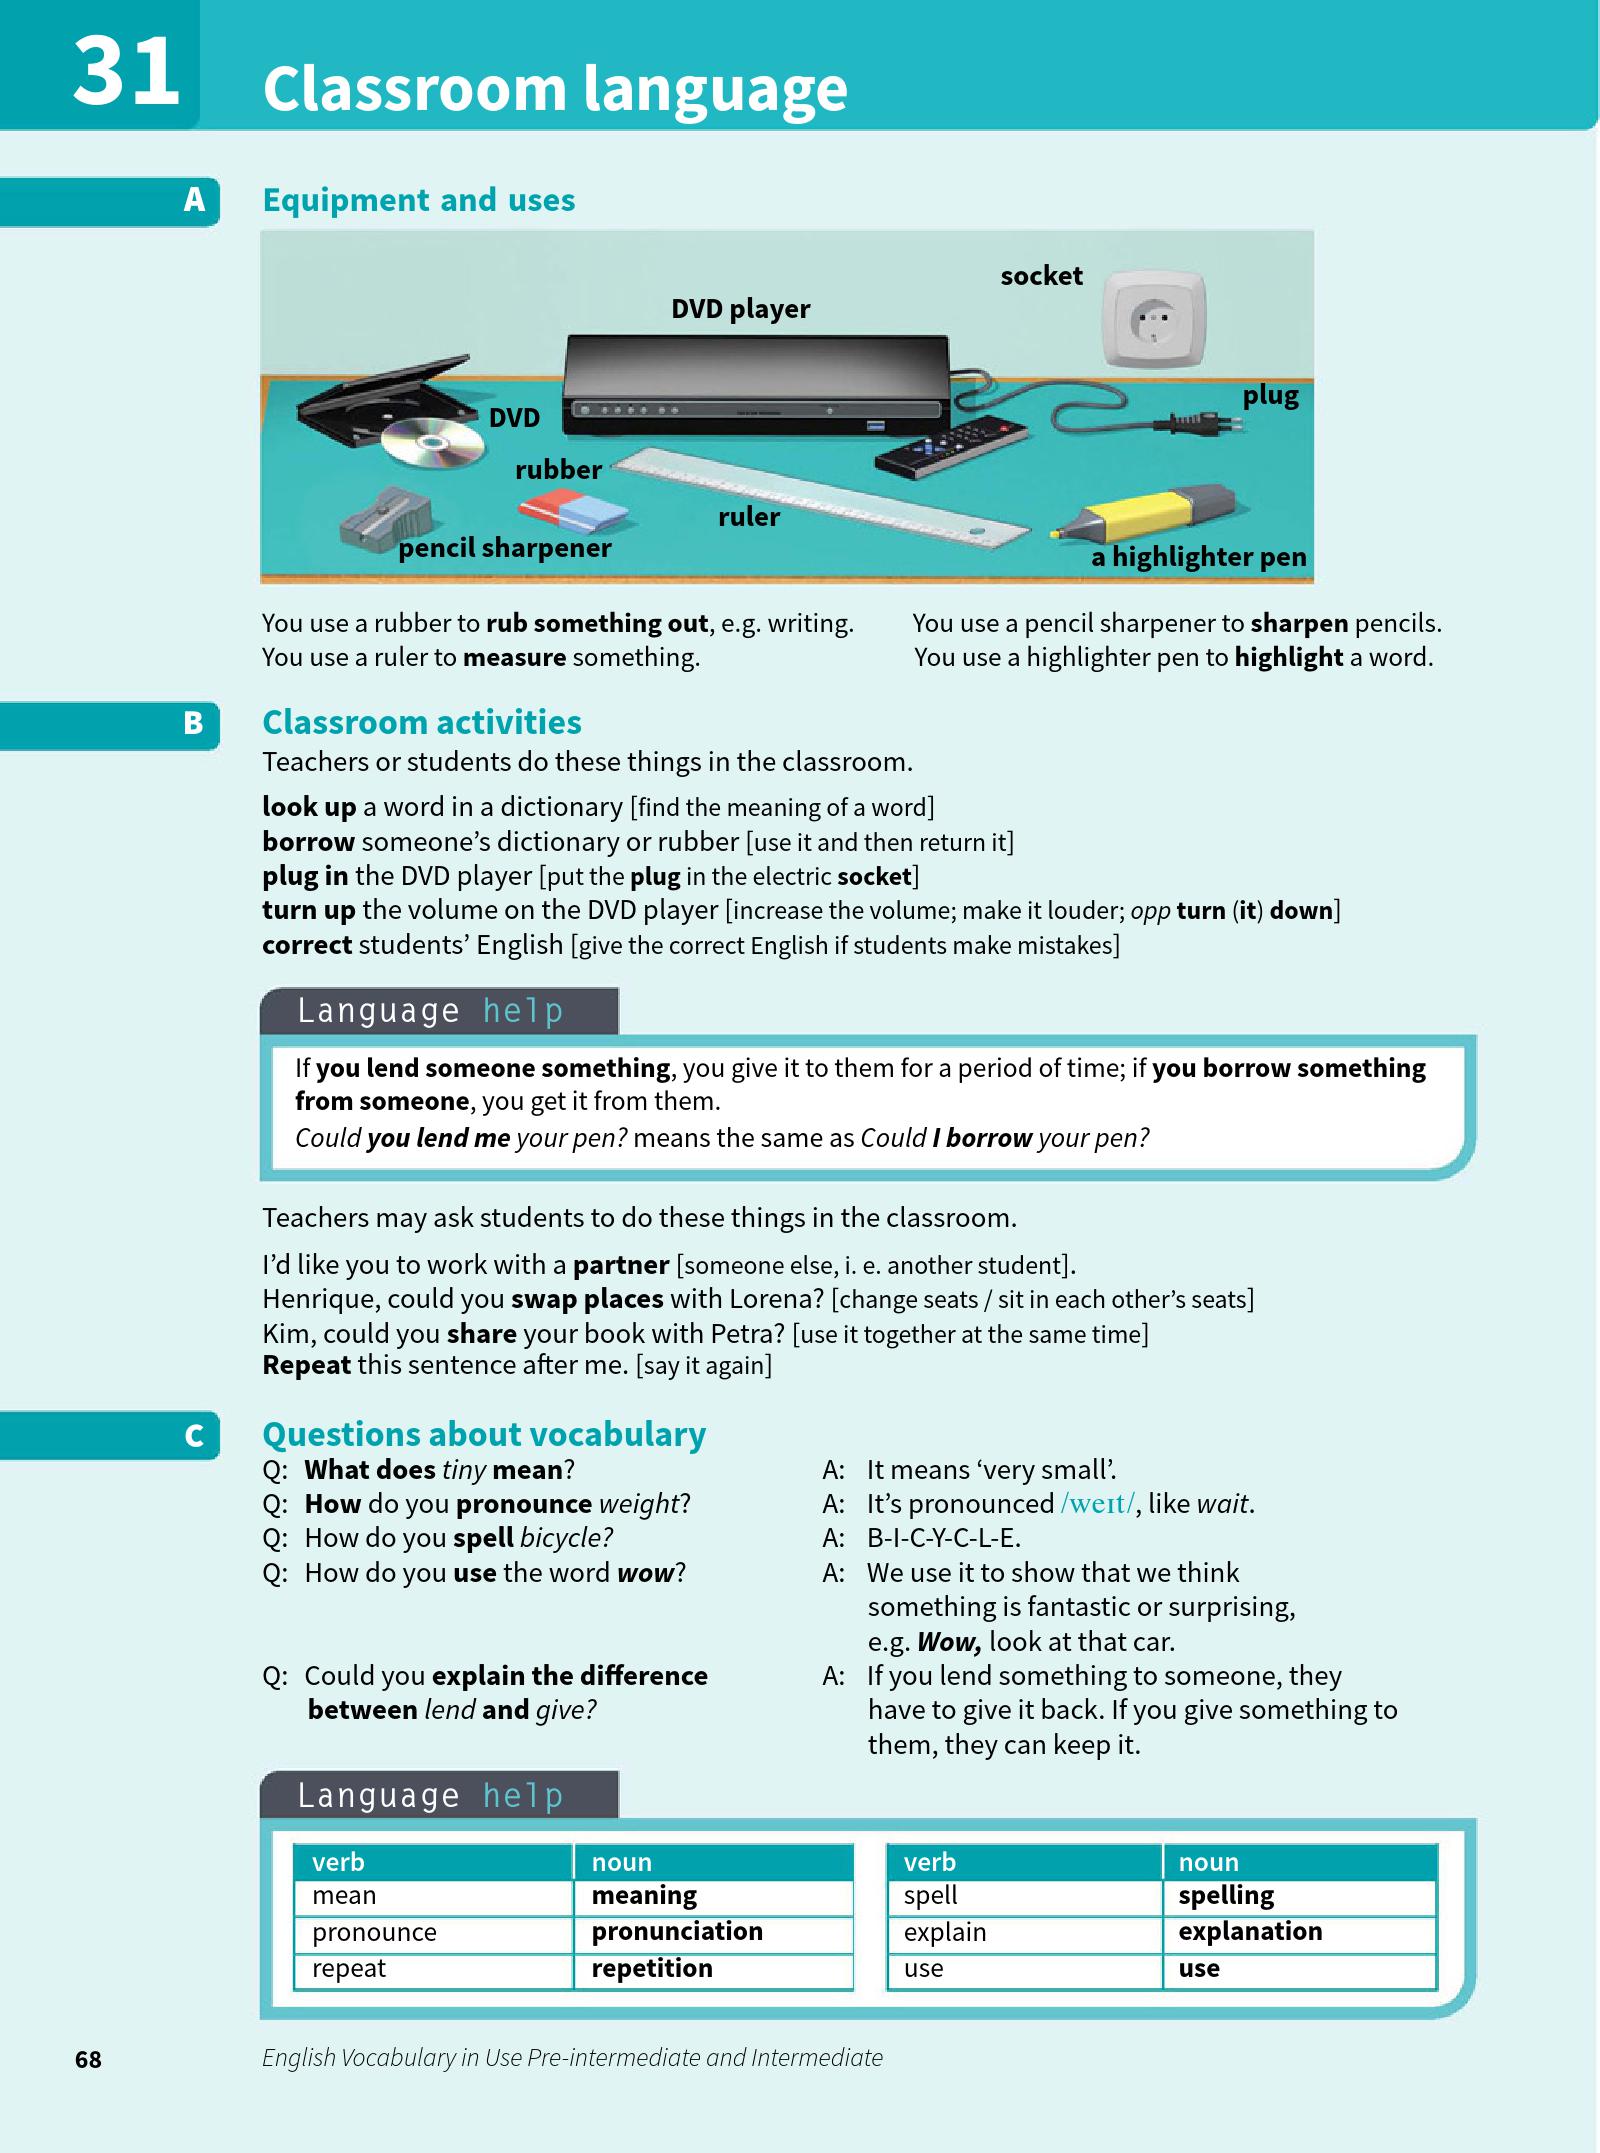 31
Classroom language
A
Equipment and uses
socket
DVD player
plug
DVD
rubber
ruler
pencil sharpener
a highlighter pen
You use a rubber to rub something out, e.g. writing.
You use a pencil sharpener to sharpen pencils.
You use a ruler to measure something.
You use a highlighter pen to highlight a word.
B
Classroom activities
Teachers or students do these things in the classroom.
look up a word in a dictionary [find the meaning of a word]
borrow someone’s dictionary or rubber [use it and then return it]
plug in the DVD player [put the plug in the electric socket]
turn up the volume on the DVD player [increase the volume; make it louder; opp turn (it) down]
correct students’ English [give the correct English if students make mistakes]
Language help
If you lend someone something, you give it to them for a period of time; if you borrow something
from someone, you get it from them.
Could you lend me your pen? means the same as Could I borrow your pen?
Teachers may ask students to do these things in the classroom.
I’d like you to work with a partner [someone else, i. e. another student].
Henrique, could you swap places with Lorena? [change seats / sit in each other’s seats]
Kim, could you share your book with Petra? [use it together at the same time]
Repeat this sentence after me. [say it again]
C
Questions about vocabulary
Q: What does tiny mean?
A: It means ‘very small’.
Q: How do you pronounce weight?
A: It’s pronounced /weɪt/, like wait.
Q: How do you spell bicycle?
A: B-I-C-Y-C-L-E.
Q: How do you use the word wow?
A: We use it to show that we think
something is fantastic or surprising,
e.g. Wow, look at that car.
Q: Could you explain the difference
between lend and give?
A: If you lend something to someone, they
have to give it back. If you give something to
them, they can keep it.
Language help
verb noun verb noun
mean meaning spell spelling
pronounce pronunciation explain explanation
repeat repetition use use
68
English Vocabulary in Use Pre-intermediate and Intermediate